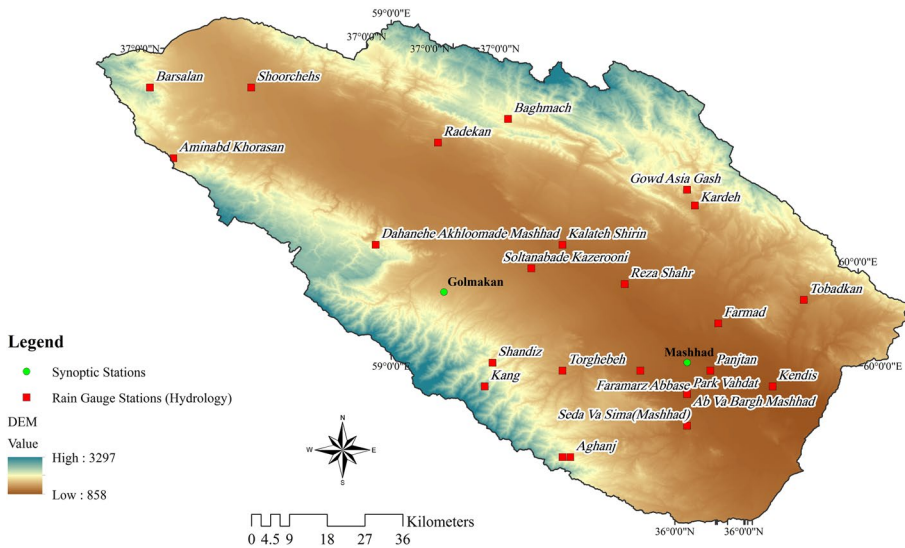 59°0'0"E
37°0'0"N 37°0'0"N 37°0'0"N 37°0'0"N
Barsalan
Shoorchehs
Baghmach
Radekan
Aminabd Khorasan
Gowd Asia Gash
Kardeh
Dahanehe Akhloomade Mashhad
Kalateh Shirin
Soltanabade Kazerooni
60°0'0"E
Reza Shahr
Golmakan
Tobadkan
Farmad
Legend
Synoptic Stations
Rain Gauge Stations (Hydrology)
DEM
Value
High : 3297
Low : 858
59°0'0"E
Shandiz
Torghebeh
Mashhad
Panjtan
60°0'0"E
Kang
Faramarz Abbase
Park Vahdat
Kendis
Ab Va Bargh Mashhad
Seda Va Sima(Mashhad)
N
W
E
S
Aghanj
Kilometers
0 4.5 9 18 27 36
36°0'0"N 36°0'0"N